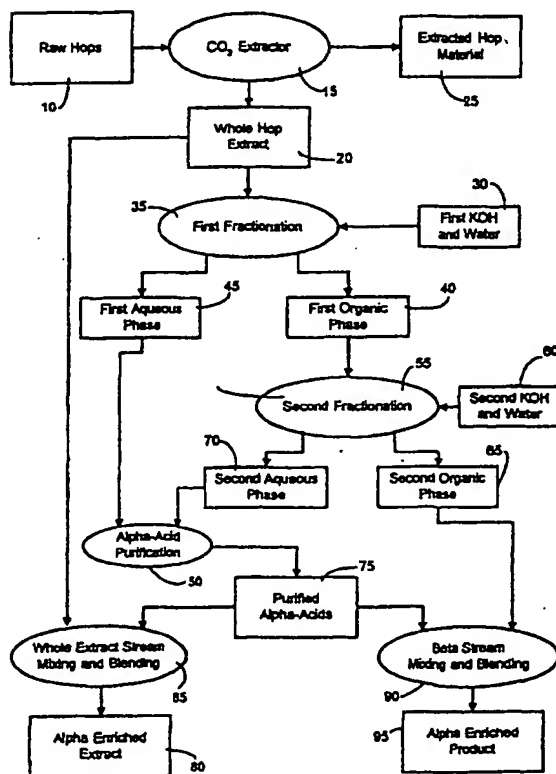 Raw Hops
10
CO₂ Extractor
15
Extracted Hop
Material
25
Whole Hop
Extract
20
30
First KOH
and Water
35
First Fractionation
45
First Aqueous
Phase
40
First Organic
Phase
55
60
Second Fractionation
Second KOH
and Water
70
Second Aqueous
Phase
65
Second Organic
Phase
Alpha-Acid
Purification
50
75
Purified
Alpha-Acids
Whole Extract Stream
Mixing and Blending
85
Beta Stream
Mixing and Blending
90
Alpha Enriched
Extract
80
95
Alpha Enriched
Product